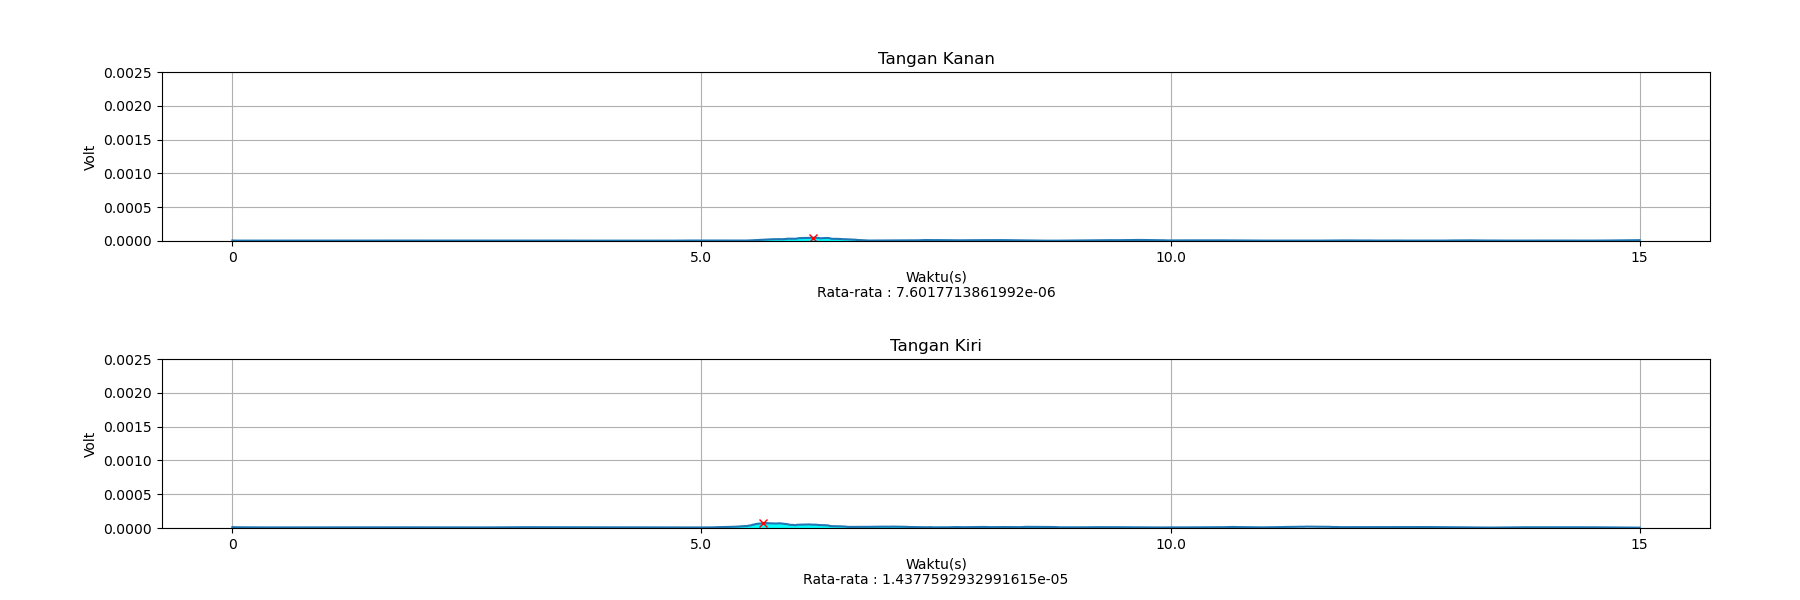 Tangan Kanan
0.0025
0.0020
0.0015
0.0010
0.0005
0.0000
Volt
0 5.0 10.0 15
Waktu(s)
Rata-rata : 7.6017713861992e-06
Tangan Kiri
0.0025
0.0020
0.0015
0.0010
0.0005
0.0000
Volt
0 5.0 10.0 15
Waktu(s)
Rata-rata : 1.4377592932991615e-05